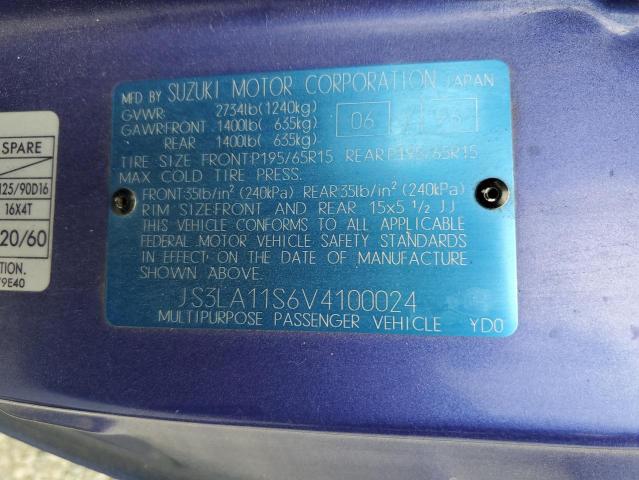 MFD BY SUZUKI MOTOR CORPORATION JAPAN
GVWR: 2734lb(1240kg)
GAWRFRONT 1400lb( 635kg) 06 /
REAR 1400lb( 635kg)
TIRE SIZE FRONT:P195/65R15 REAR:P195/65R15
MAX COLD TIRE PRESS.
FRONT:35lb/in² (240kPa) REAR:35lb/in² (240kPa)
RIM SIZE:FRONT AND REAR 15x5 1/2 JJ
THIS VEHICLE CONFORMS TO ALL APPLICABLE
FEDERAL MOTOR VEHICLE SAFETY STANDARDS
IN EFFECT ON THE DATE OF MANUFACTURE
SHOWN ABOVE.
JS3LA11S6V4100024
MULTIPURPOSE PASSENGER VEHICLE YD0
SPARE
125/90D16
16X4T
20/60
TION.
9E40